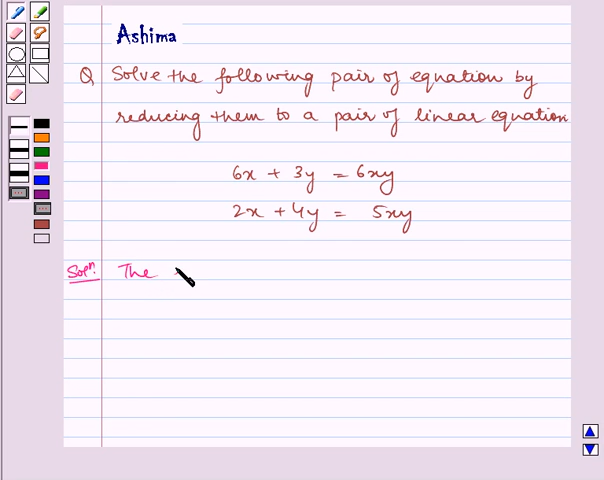 Ashima
Q Solve the following pair of equation by
reducing them to a pair of linear equation
6x + 3y = 6xy
2x + 4y = 5xy
Solⁿ. The